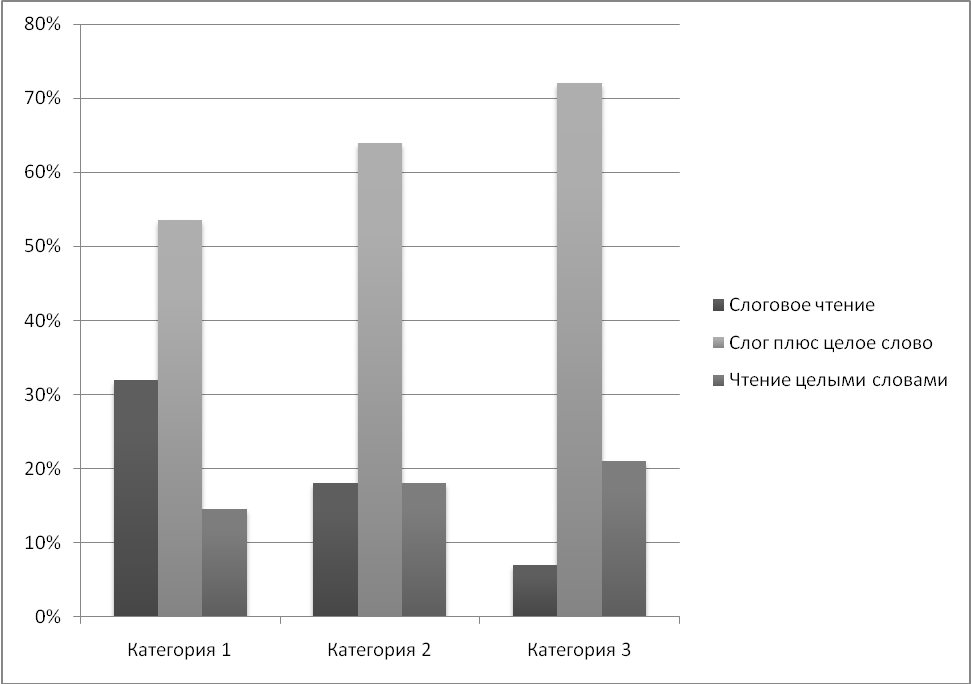 80%
70%
60%
50%
40%
30%
20%
10%
0%
Категория 1
Категория 2
Категория 3
Слоговое чтение
Слог плюс целое слово
Чтение целыми словами